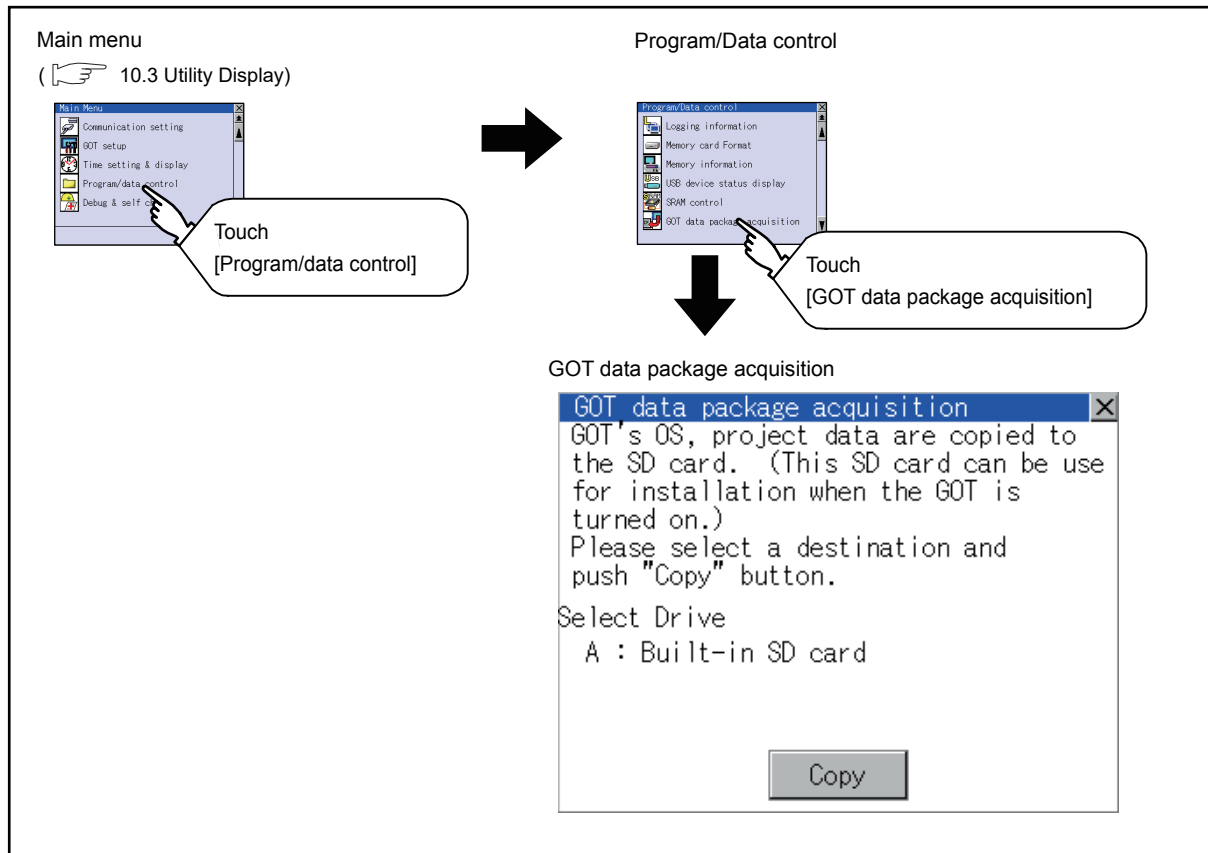 Main menu
( 10.3 Utility Display)
Main Menu
Communication setting
GOT setup
Time setting & display
Program/data control
Debug & self
Touch
[Program/data control]
Program/Data control
Program/Data control
Logging information
Memory card Format
Memory information
USB device status display
SRAM control
GOT data package acquisition
Touch
[GOT data package acquisition]
GOT data package acquisition
GOT data package acquisition
GOT's OS, project data are copied to
the SD card. (This SD card can be use
for installation when the GOT is
turned on.)
Please select a destination and
push "Copy" button.
Select Drive
A : Built-in SD card
Copy